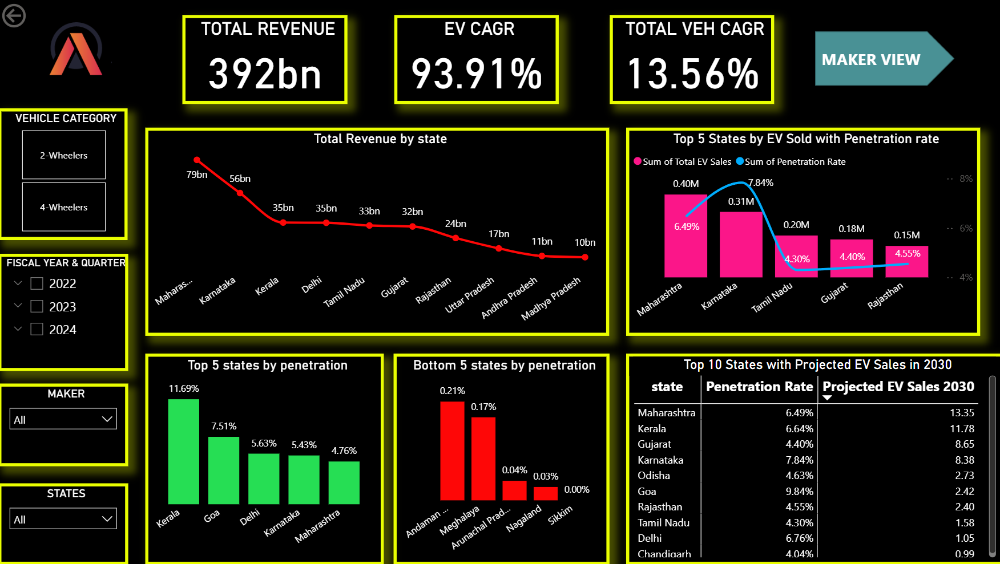 TOTAL REVENUE
392bn
EV CAGR
93.91%
TOTAL VEH CAGR
13.56%
MAKER VIEW
VEHICLE CATEGORY
2-Wheelers
4-Wheelers
FISCAL YEAR & QUARTER
2022
2023
2024
MAKER
All
STATES
All
Total Revenue by state
79bn
56bn
35bn
35bn
33bn
32bn
24bn
17bn
11bn
10bn
Maharas...
Karnataka
Kerala
Delhi
Tamil Nadu
Gujarat
Rajasthan
Uttar Pradesh
Andhra Pradesh
Madhya Pradesh
Top 5 States by EV Sold with Penetration rate
Sum of Total EV Sales Sum of Penetration Rate
0.40M
0.31M
0.20M
0.18M
0.15M
6.49%
7.84%
4.30%
4.40%
4.55%
8%
6%
4%
Maharashtra
Karnataka
Tamil Nadu
Gujarat
Rajasthan
Top 5 states by penetration
11.69%
7.51%
5.63%
5.43%
4.76%
Kerala
Goa
Delhi
Karnataka
Maharashtra
Bottom 5 states by penetration
0.21%
0.17%
0.04%
0.03%
0.00%
Andaman ...
Meghalaya
Arunachal Prad...
Nagaland
Sikkim
Top 10 States with Projected EV Sales in 2030
state Penetration Rate Projected EV Sales 2030
Maharashtra 6.49% 13.35
Kerala 6.64% 11.78
Gujarat 4.40% 8.65
Karnataka 7.84% 8.38
Odisha 4.63% 2.73
Goa 9.84% 2.42
Rajasthan 4.55% 2.40
Tamil Nadu 4.30% 1.58
Delhi 6.76% 1.05
Chandigarh 4.04% 0.99